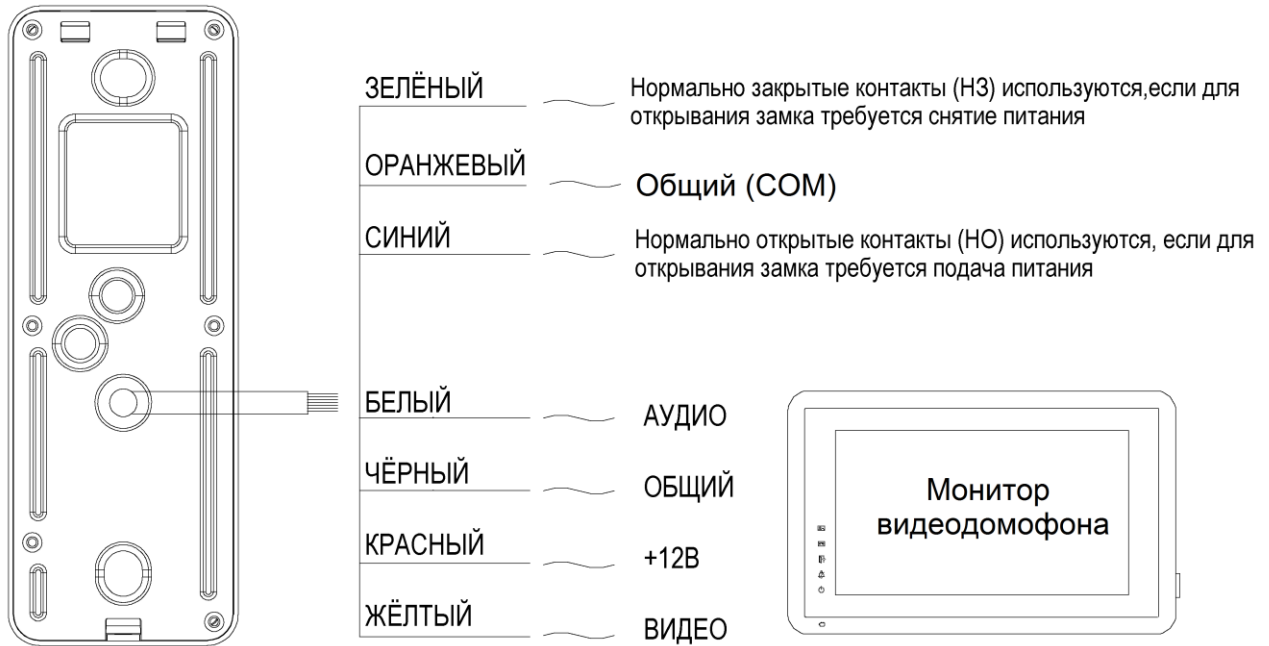 ЗЕЛЁНЫЙ
Нормально закрытые контакты (НЗ) используются,если для
открывания замка требуется снятие питания
ОРАНЖЕВЫЙ
Общий (COM)
СИНИЙ
Нормально открытые контакты (НО) используются, если для
открывания замка требуется подача питания
БЕЛЫЙ
АУДИО
ЧЁРНЫЙ
ОБЩИЙ
КРАСНЫЙ
+12В
ЖЁЛТЫЙ
ВИДЕО
Монитор
видеодомофона